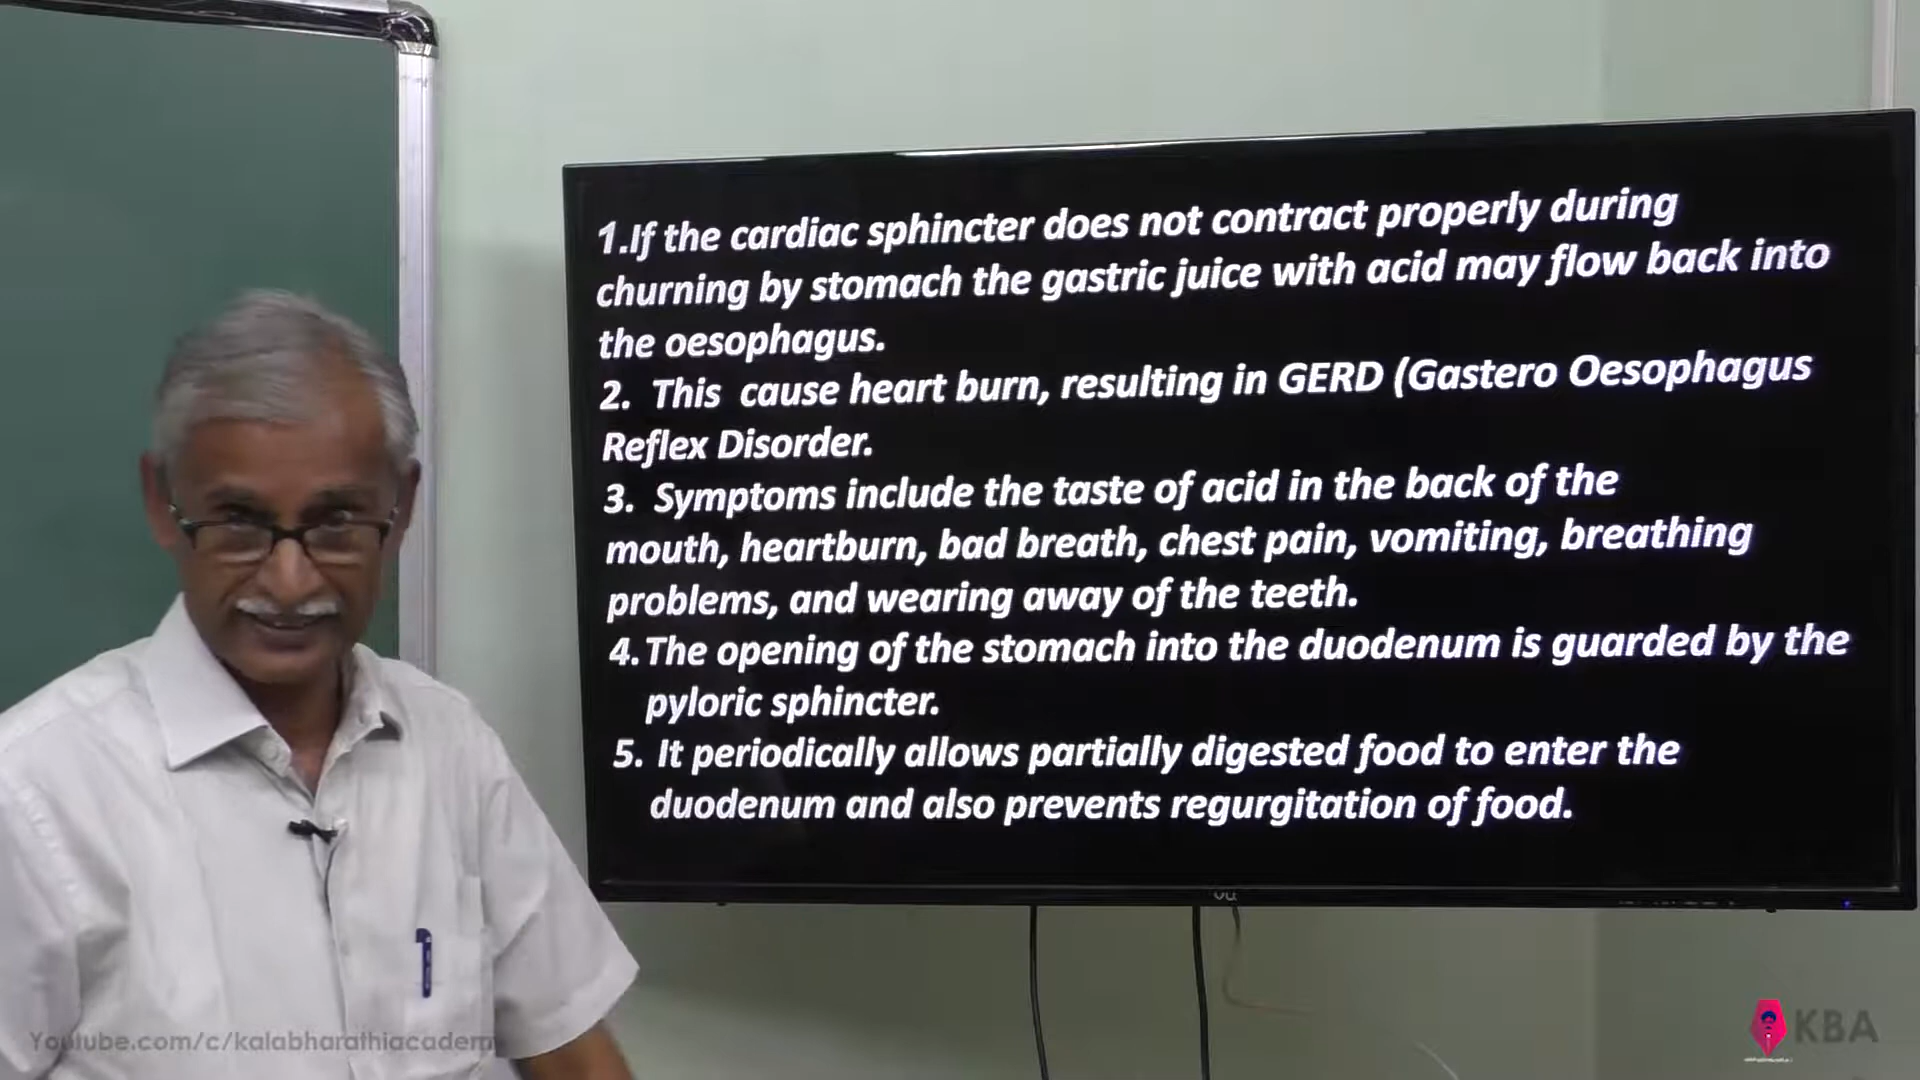 1.If the cardiac sphincter does not contract properly during
churning by stomach the gastric juice with acid may flow back into
the oesophagus.
2. This cause heart burn, resulting in GERD (Gastero Oesophagus
Reflex Disorder.
3. Symptoms include the taste of acid in the back of the
mouth, heartburn, bad breath, chest pain, vomiting, breathing
problems, and wearing away of the teeth.
4. The opening of the stomach into the duodenum is guarded by the
pyloric sphincter.
5. It periodically allows partially digested food to enter the
duodenum and also prevents regurgitation of food.
Youtube.com/c/kalabharathiacadem
KBA